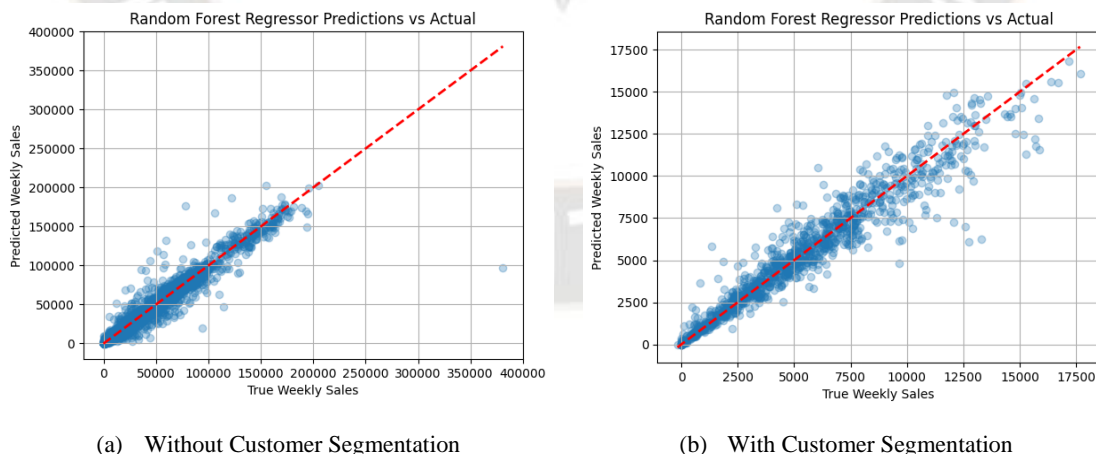 Random Forest Regressor Predictions vs Actual
400000
350000
300000
250000
200000
150000
100000
50000
0
Predicted Weekly Sales
0 50000 100000 150000 200000 250000 300000 350000 400000
True Weekly Sales
(a) Without Customer Segmentation
Random Forest Regressor Predictions vs Actual
17500
15000
12500
10000
7500
5000
2500
0
Predicted Weekly Sales
0 2500 5000 7500 10000 12500 15000 17500
True Weekly Sales
(b) With Customer Segmentation